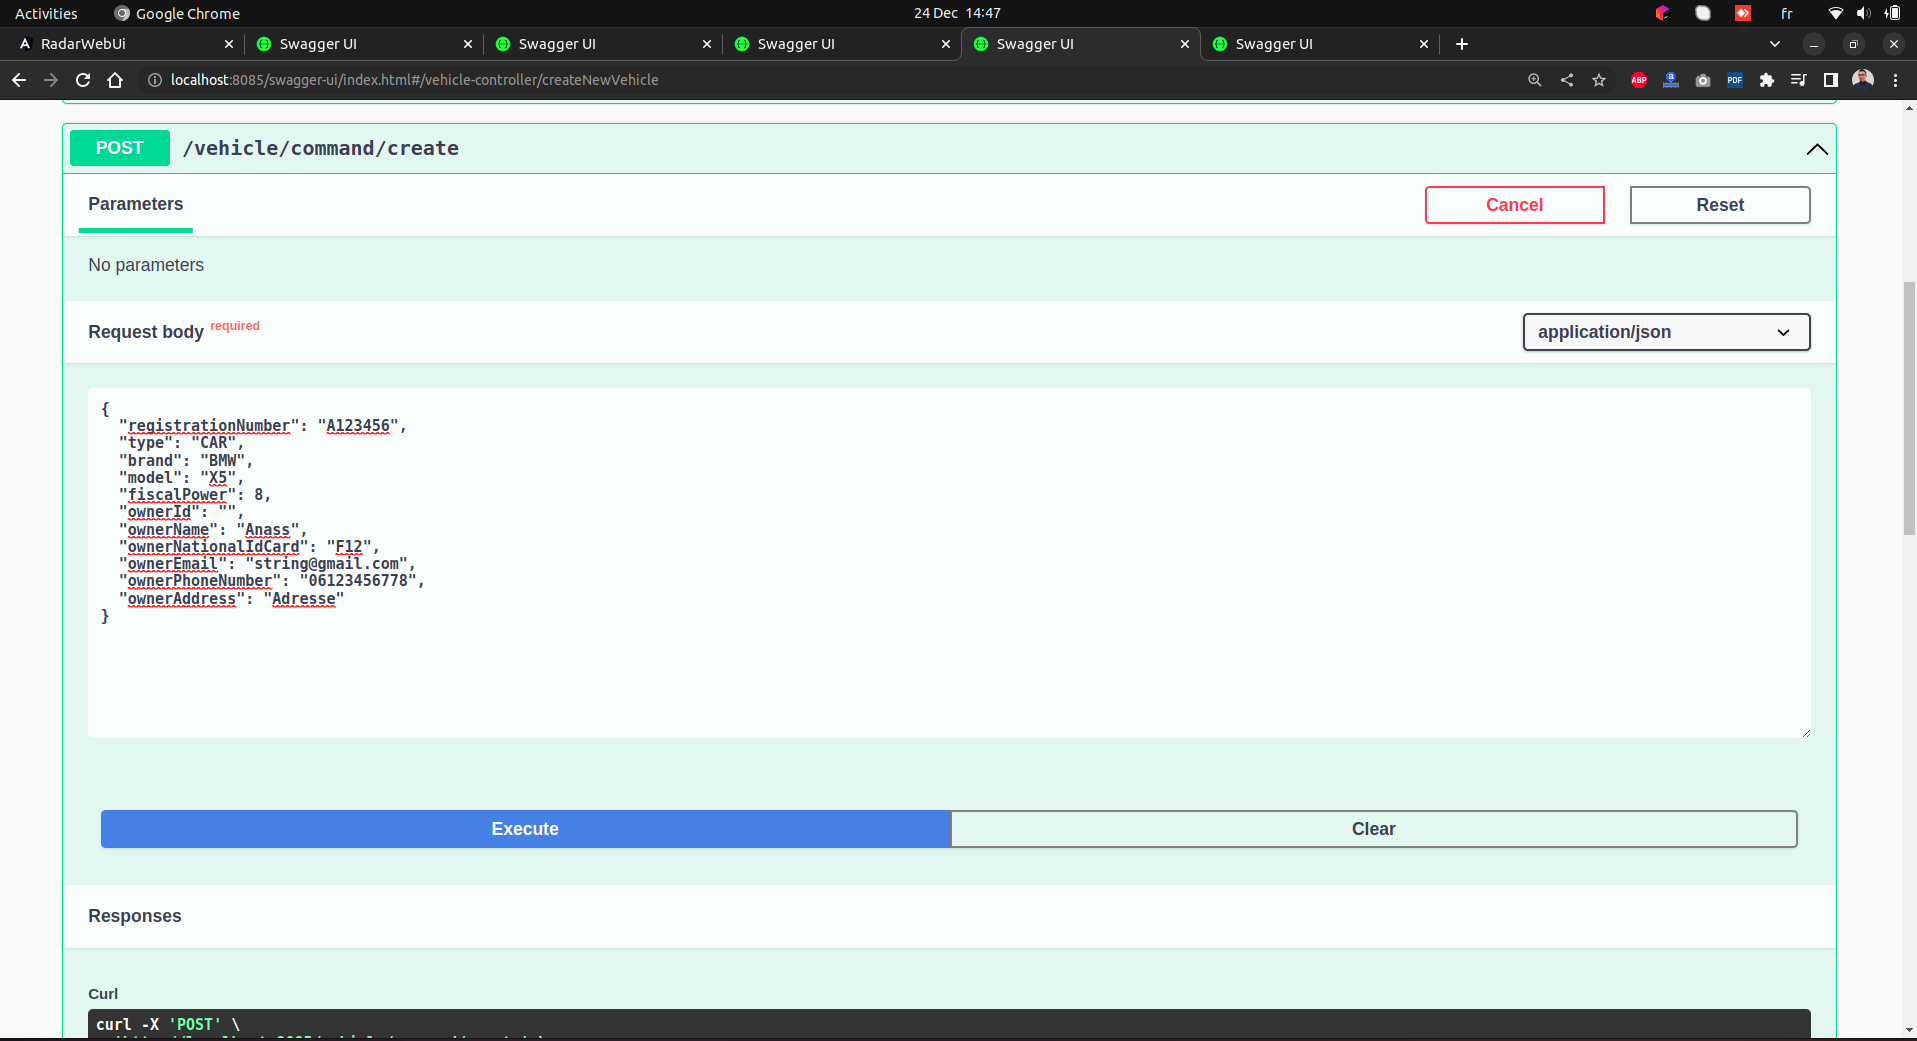 Activities
Google Chrome
24 Dec 14:47
fr
RadarWebUi
Swagger UI
Swagger UI
Swagger UI
Swagger UI
Swagger UI
localhost:8085/swagger-ui/index.html#/vehicle-controller/createNewVehicle
ABP
a
PDF
POST
/vehicle/command/create
Parameters
Cancel
Reset
No parameters
Request body required
application/json
{
"registrationNumber": "A123456",
"type": "CAR",
"brand": "BMW",
"model": "X5",
"fiscalPower": 8,
"ownerId": "",
"ownerName": "Anass",
"ownerNationalIdCard": "F12",
"ownerEmail": "string@gmail.com",
"ownerPhoneNumber": "06123456778",
"ownerAddress": "Adresse"
}
Execute
Clear
Responses
Curl
curl -X 'POST' \